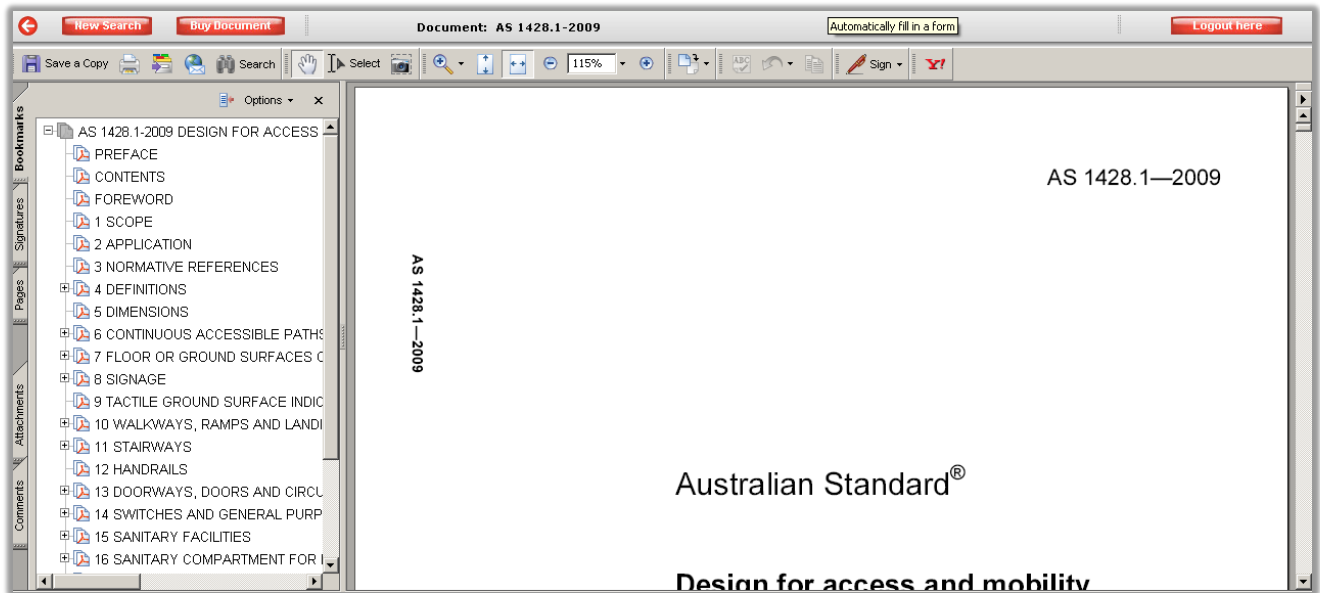 New Search
Buy Document
Document: AS 1428.1-2009
Automatically fill in a form
Logout here
Save a Copy
Search
Select
115%
Sign
Y!
Options
x
Bookmarks
Signatures
Pages
Attachments
Comments
AS 1428.1-2009 DESIGN FOR ACCESS
PREFACE
CONTENTS
FOREWORD
1 SCOPE
2 APPLICATION
3 NORMATIVE REFERENCES
4 DEFINITIONS
5 DIMENSIONS
6 CONTINUOUS ACCESSIBLE PATHS
7 FLOOR OR GROUND SURFACES
8 SIGNAGE
9 TACTILE GROUND SURFACE INDIC
10 WALKWAYS, RAMPS AND LANDI
11 STAIRWAYS
12 HANDRAILS
13 DOORWAYS, DOORS AND CIRCU
14 SWITCHES AND GENERAL PURP
15 SANITARY FACILITIES
16 SANITARY COMPARTMENT FOR
AS 1428.1—2009
AS 1428.1—2009
Australian Standard®
Design for access and mobility